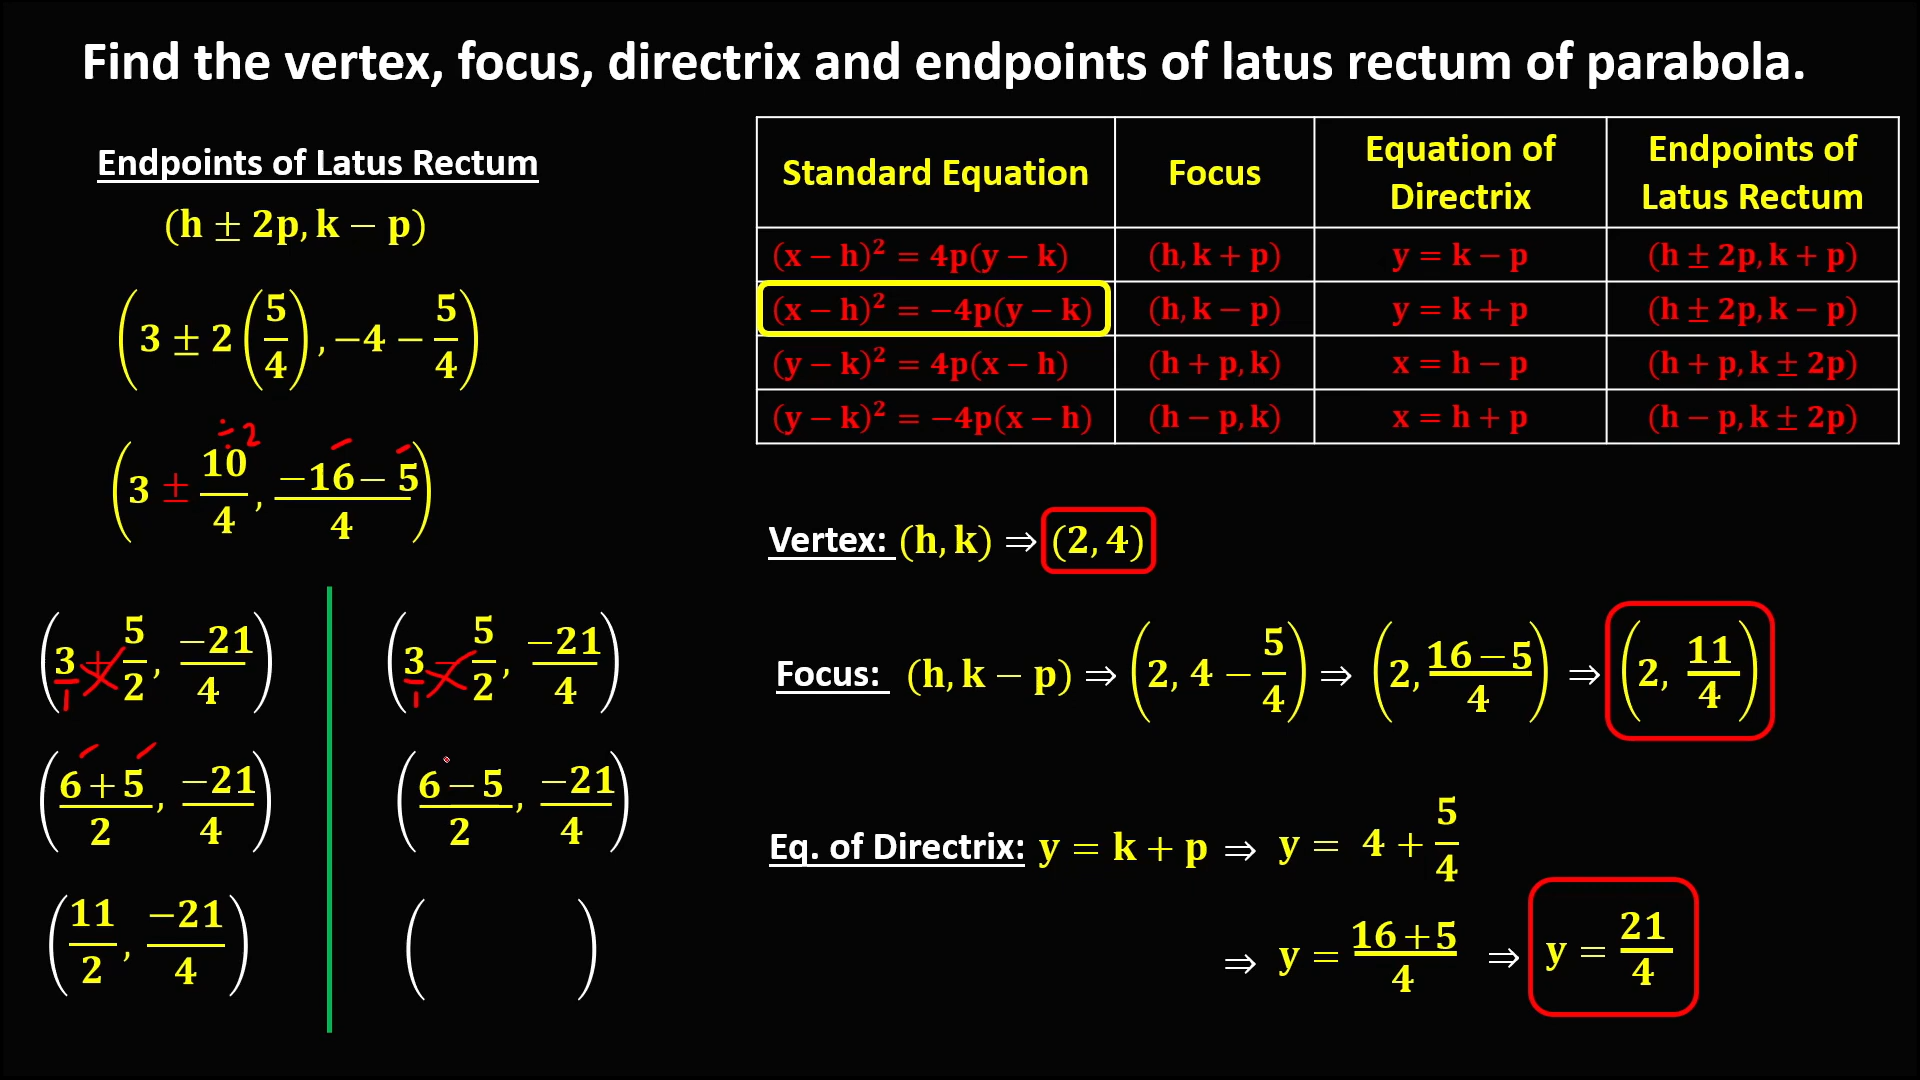 Find the vertex, focus, directrix and endpoints of latus rectum of parabola.
Endpoints of Latus Rectum
(h ± 2p, k − p)
(3 ± 2(5/4), −4 − 5/4)
÷2
(3 ± 10/4, −16 − 5/4)
(3 + 5/2, −21/4)
1
(6 + 5/2, −21/4)
(11/2, −21/4)
(3 − 5/2, −21/4)
1
(6 − 5/2, −21/4)
( )
Standard Equation Focus Equation of Directrix Endpoints of Latus Rectum
(x − h)² = 4p(y − k) (h, k + p) y = k − p (h ± 2p, k + p)
(x − h)² = −4p(y − k) (h, k − p) y = k + p (h ± 2p, k − p)
(y − k)² = 4p(x − h) (h + p, k) x = h − p (h + p, k ± 2p)
(y − k)² = −4p(x − h) (h − p, k) x = h + p (h − p, k ± 2p)
Vertex: (h, k) ⇒ (2, 4)
Focus: (h, k − p) ⇒ (2, 4 − 5/4) ⇒ (2, 16 − 5/4) ⇒ (2, 11/4)
Eq. of Directrix: y = k + p ⇒ y = 4 + 5/4
⇒ y = 16 + 5/4 ⇒ y = 21/4